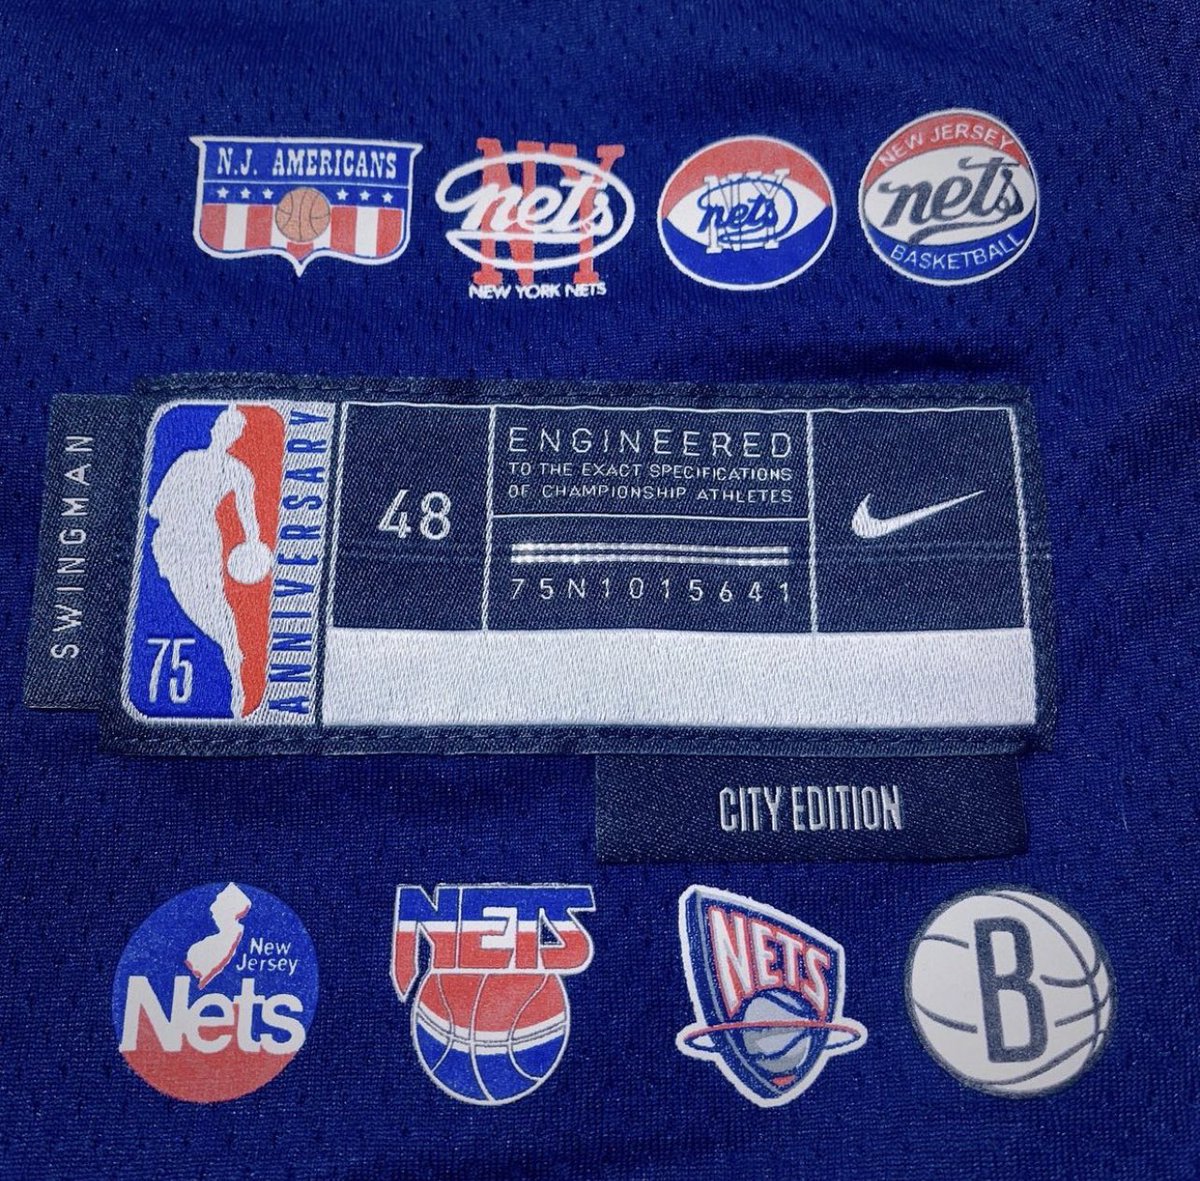 N.J. AMERICANS
NY
nets
NEW YORK NETS
NY
nets
NEW JERSEY
nets
BASKETBALL
SWINGMAN
75
ANNIVERSARY
48
ENGINEERED
TO THE EXACT SPECIFICATIONS
OF CHAMPIONSHIP ATHLETES
75N1015641
CITY EDITION
New
Jersey
Nets
NETS
NETS
B